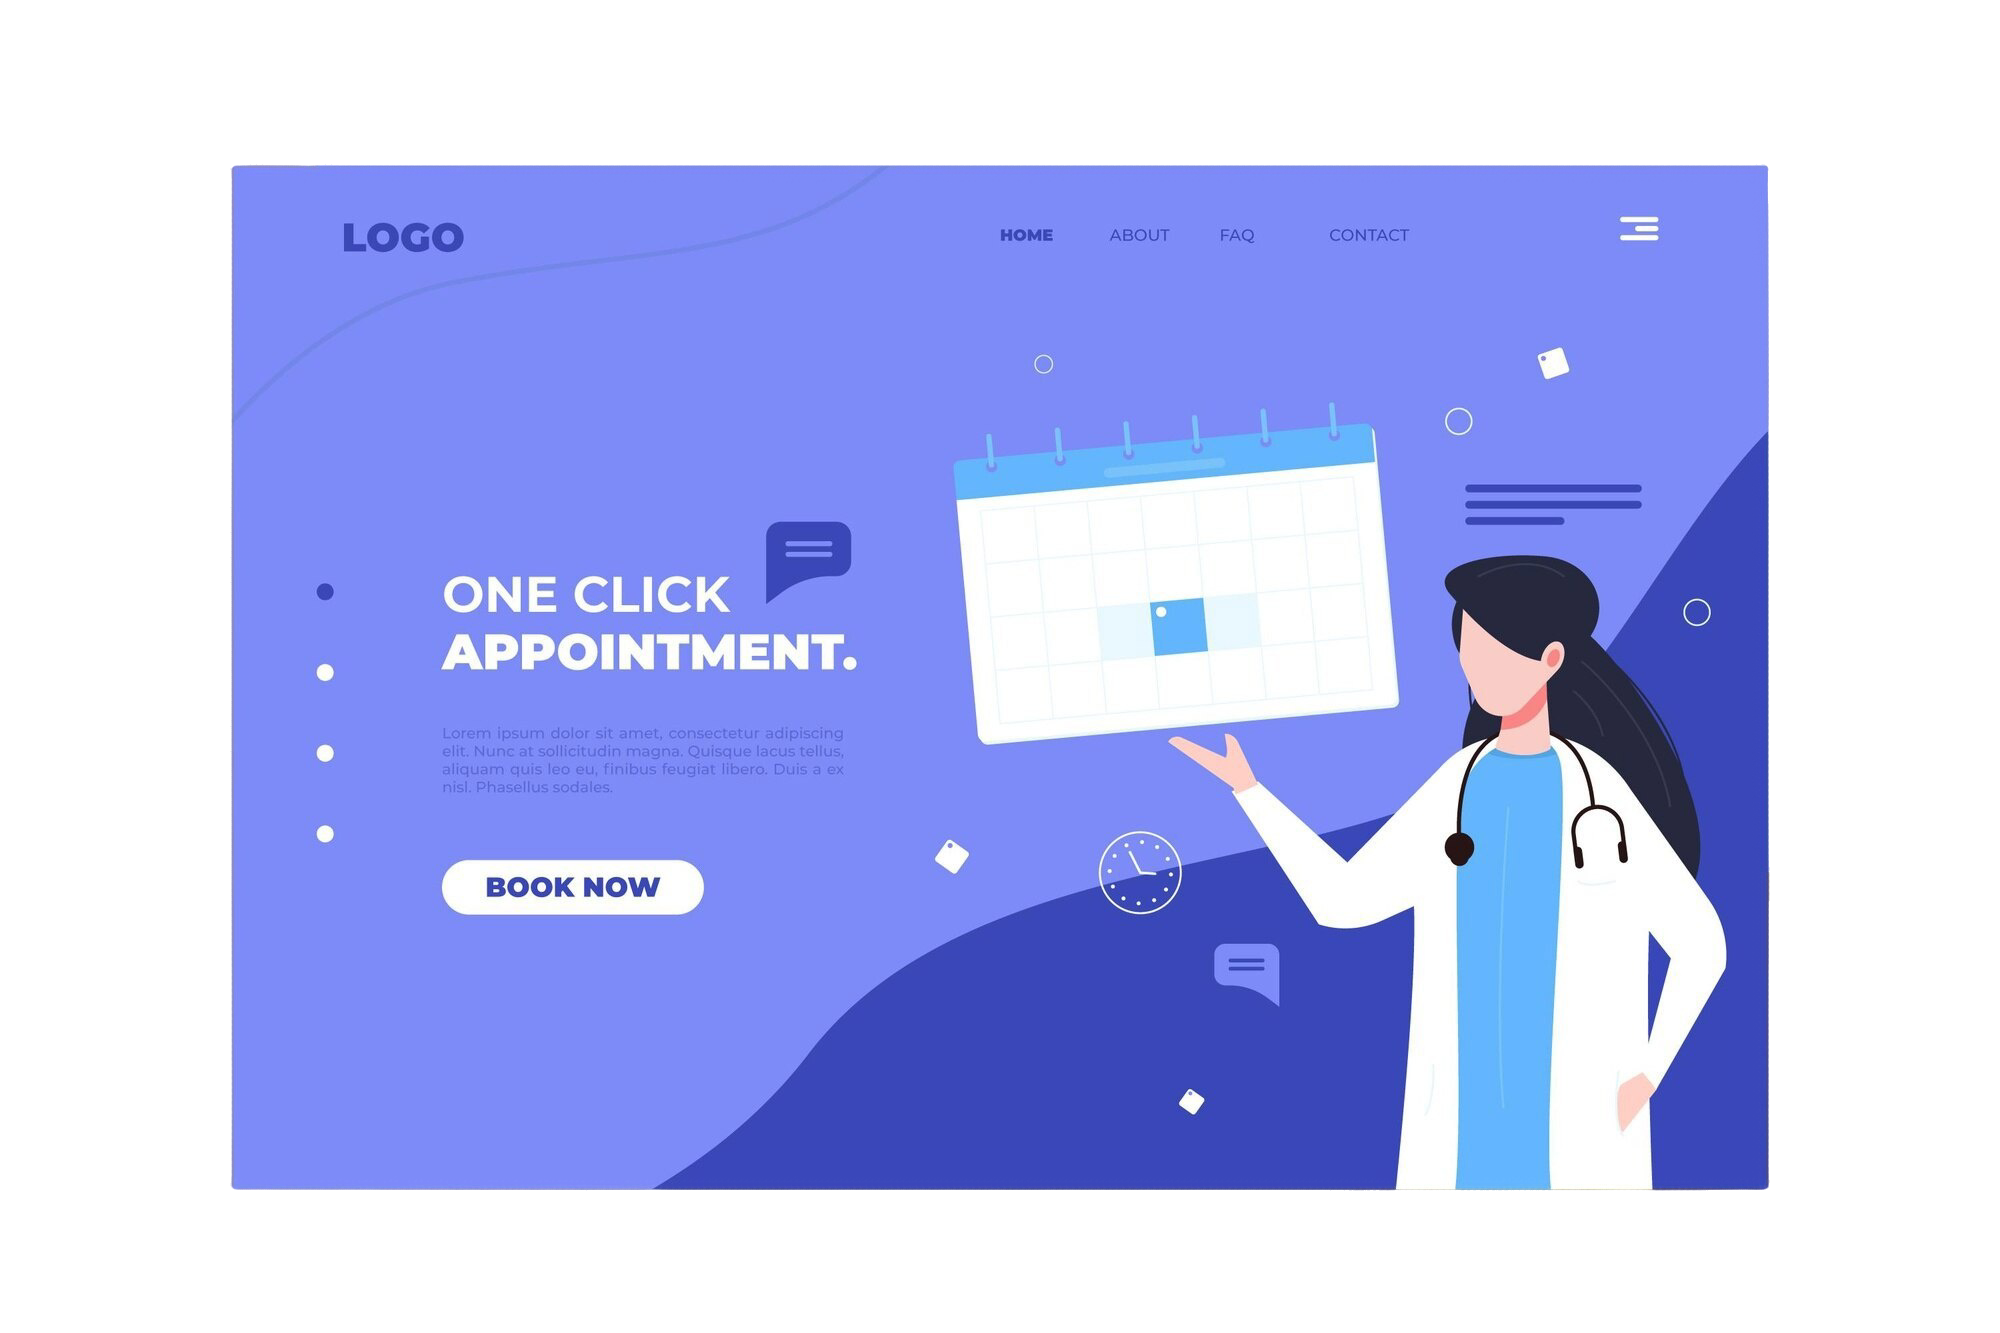 LOGO
HOME ABOUT FAQ CONTACT
ONE CLICK
APPOINTMENT.
Lorem ipsum dolor sit amet, consectetur adipiscing
elit. Nunc at sollicitudin magna. Quisque lacus tellus,
aliquam quis leo eu, finibus feugiat libero. Duis a ex
nisl. Phasellus sodales.
BOOK NOW